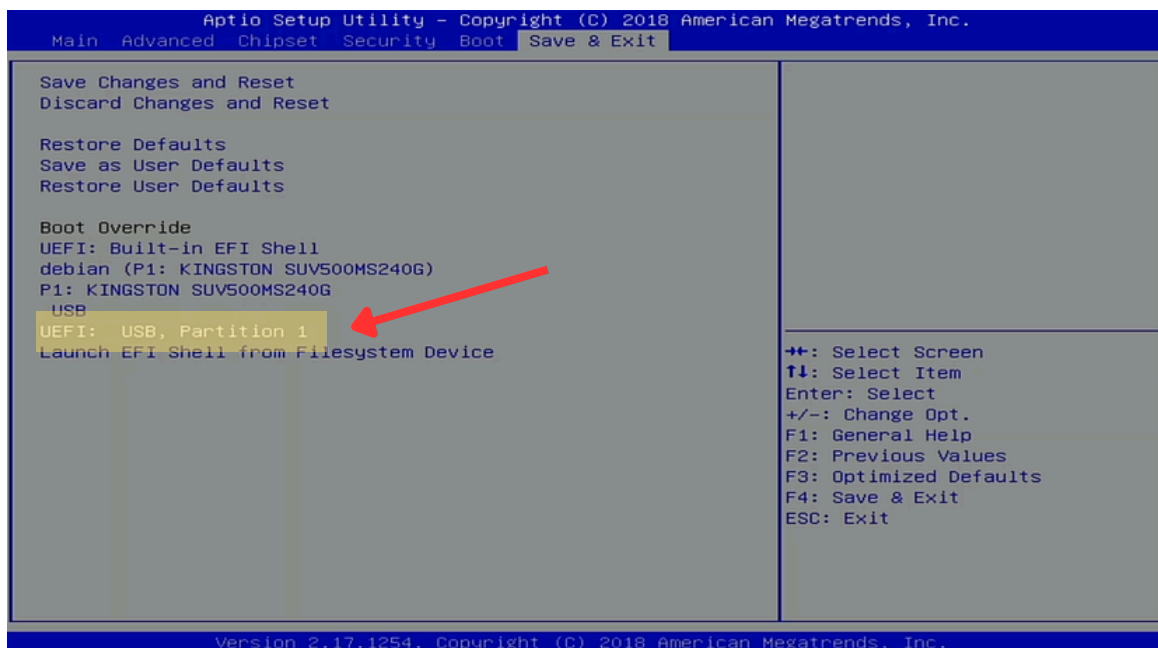 Aptio Setup Utility – Copyright (C) 2018 American Megatrends, Inc.
Main Advanced Chipset Security Boot Save & Exit
Save Changes and Reset
Discard Changes and Reset
Restore Defaults
Save as User Defaults
Restore User Defaults
Boot Override
UEFI: Built-in EFI Shell
debian (P1: KINGSTON SUV500MS240G)
P1: KINGSTON SUV500MS240G
USB
UEFI: USB, Partition 1
Launch EFI Shell from Filesystem Device
→←: Select Screen
↑↓: Select Item
Enter: Select
+/-: Change Opt.
F1: General Help
F2: Previous Values
F3: Optimized Defaults
F4: Save & Exit
ESC: Exit
Version 2.17.1254. Copyright (C) 2018 American Megatrends, Inc.